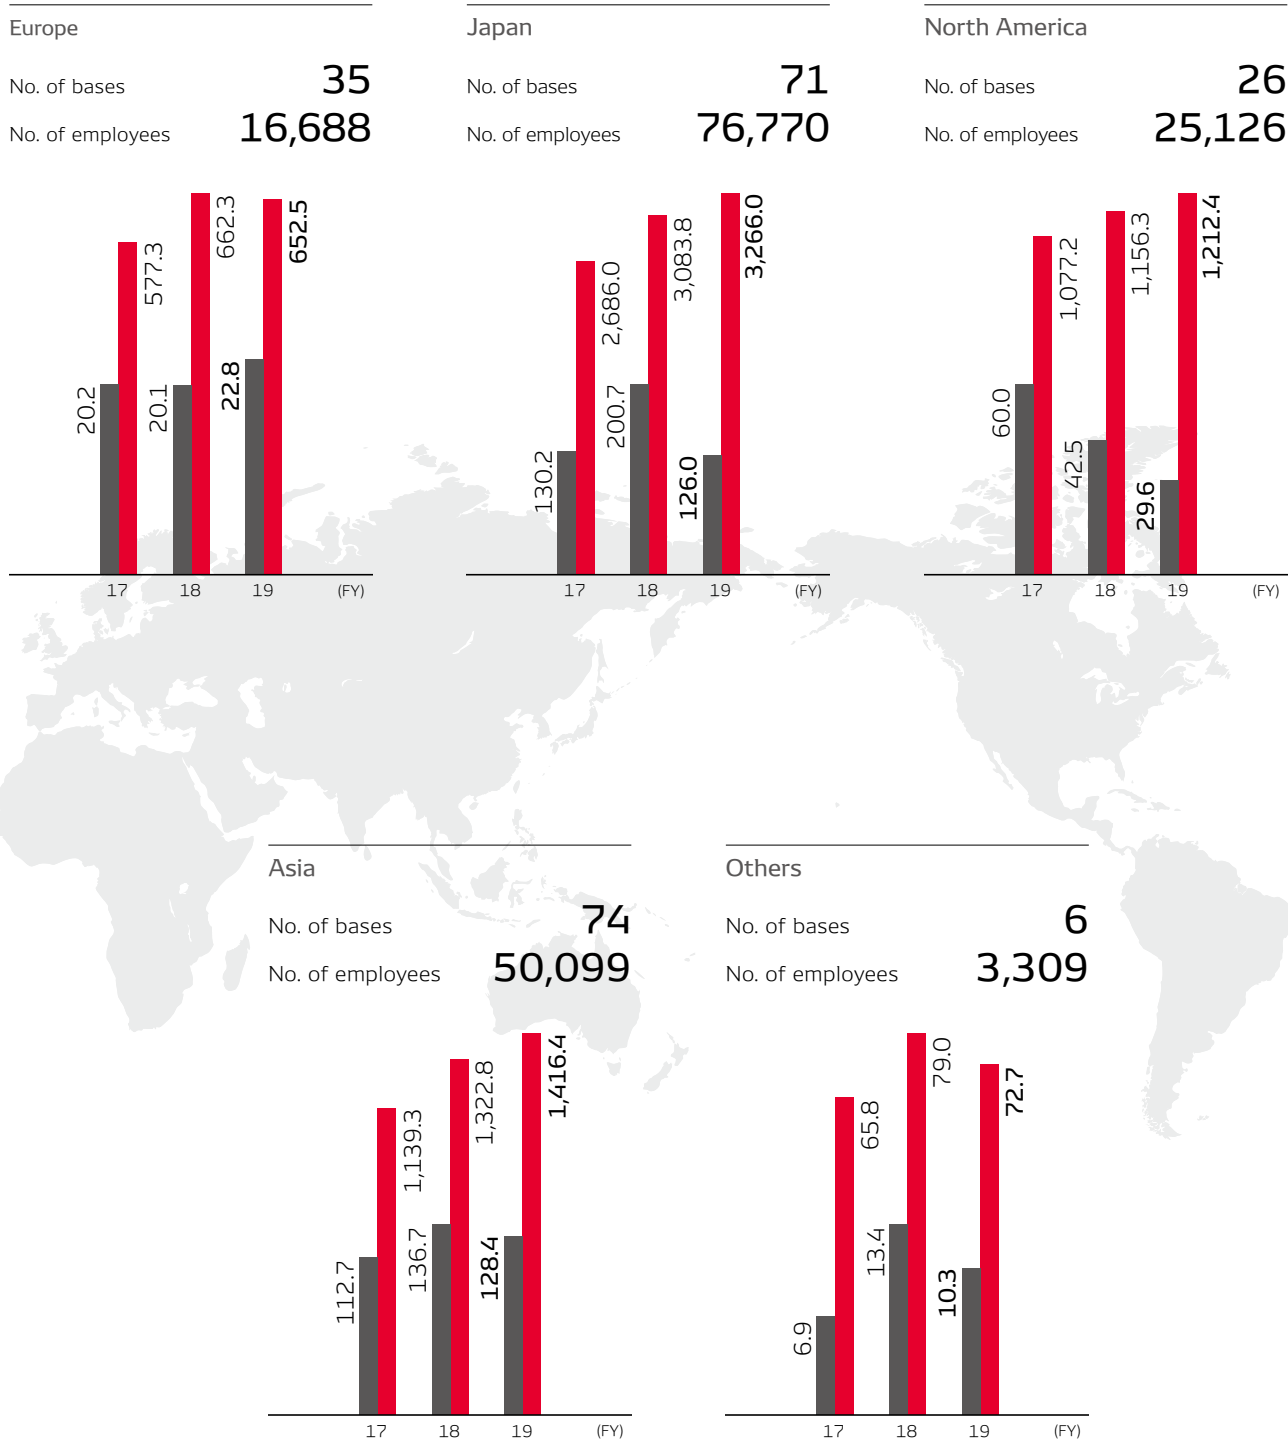 Europe
No. of bases 35
No. of employees 16,688
20.2
577.3
20.1
662.3
22.8
652.5
17 18 19 (FY)
Japan
No. of bases 71
No. of employees 76,770
130.2
2,686.0
200.7
3,083.8
126.0
3,266.0
17 18 19 (FY)
North America
No. of bases 26
No. of employees 25,126
60.0
1,077.2
42.5
1,156.3
29.6
1,212.4
17 18 19 (FY)
Asia
No. of bases 74
No. of employees 50,099
112.7
1,139.3
136.7
1,322.8
128.4
1,416.4
17 18 19 (FY)
Others
No. of bases 6
No. of employees 3,309
6.9
65.8
13.4
79.0
10.3
72.7
17 18 19 (FY)